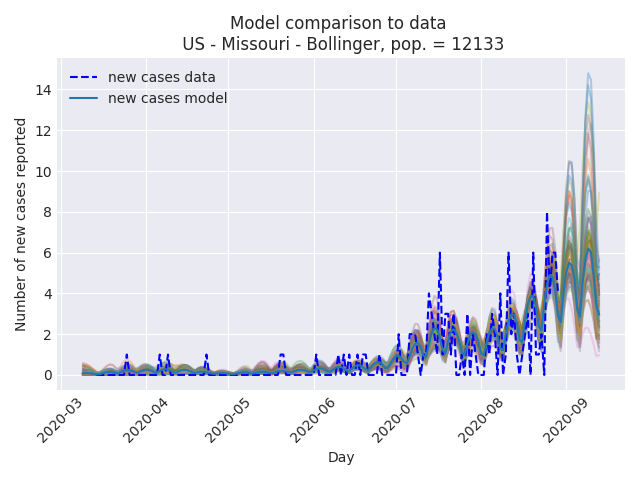 Model comparison to data
US - Missouri - Bollinger, pop. = 12133
new cases data
new cases model
Number of new cases reported
14
12
10
8
6
4
2
0
2020-03
2020-04
2020-05
2020-06
2020-07
2020-08
2020-09
Day